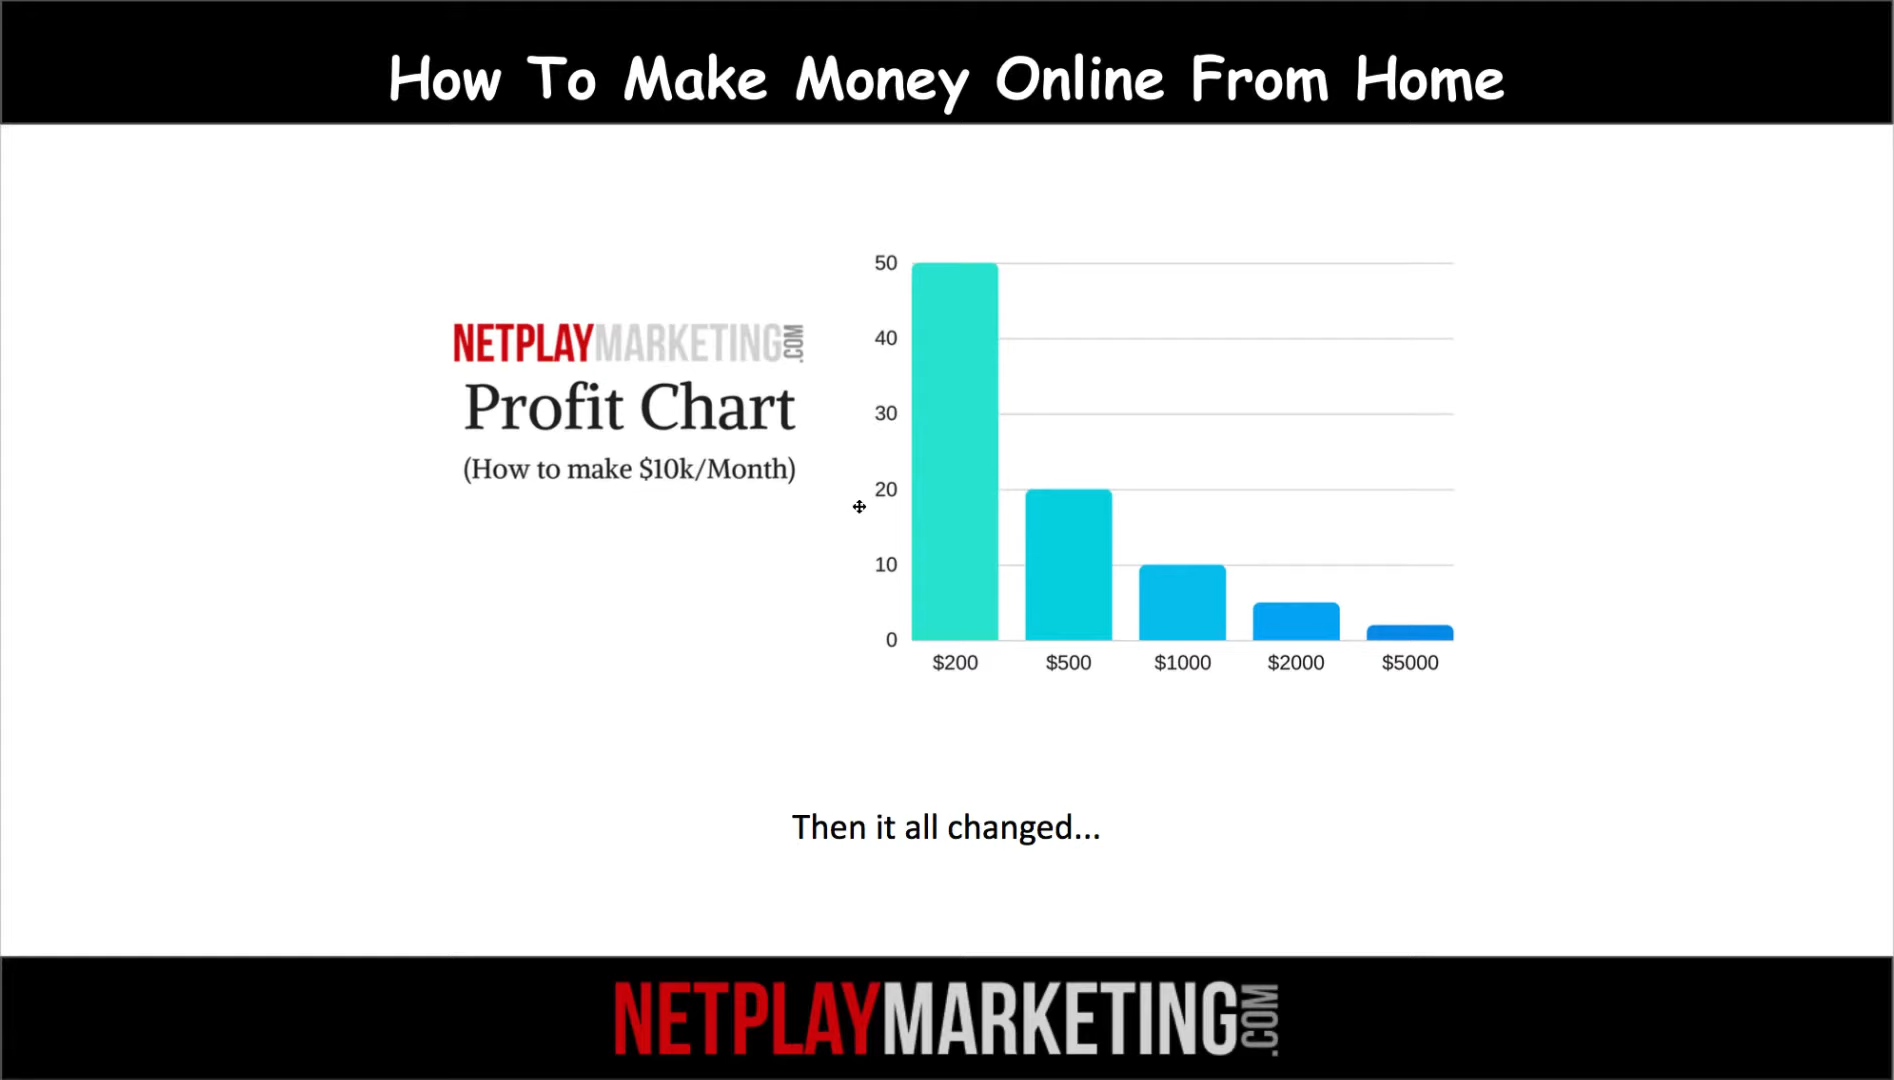 How To Make Money Online From Home
NETPLAYMARKETING.COM
Profit Chart
(How to make $10k/Month)
50
40
30
20
10
0
$200 $500 $1000 $2000 $5000
Then it all changed...
NETPLAYMARKETING.COM